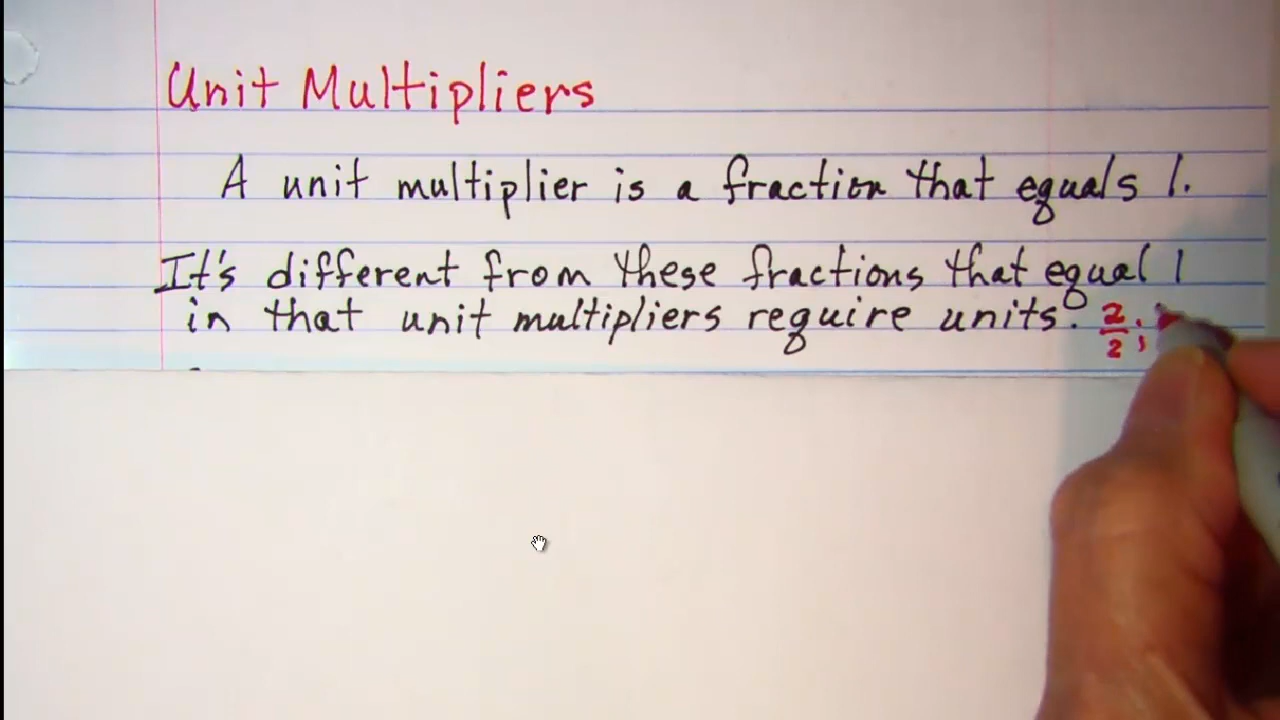 Unit Multipliers
A unit multiplier is a fraction that equals 1.
It's different from these fractions that equal 1
in that unit multipliers require units: 2/2;